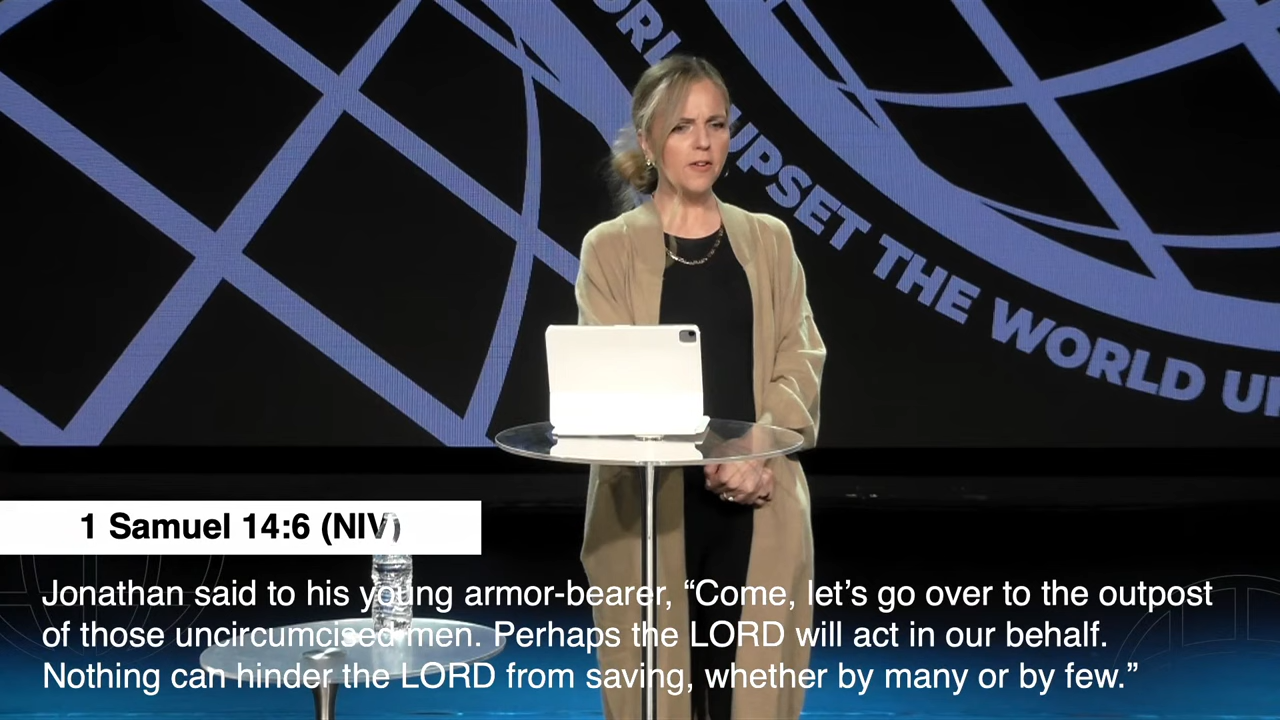 ORL
UPSET THE WORLD UP
1 Samuel 14:6 (NIV)
Jonathan said to his young armor-bearer, “Come, let’s go over to the outpost
of those uncircumcised men. Perhaps the LORD will act in our behalf.
Nothing can hinder the LORD from saving, whether by many or by few.”